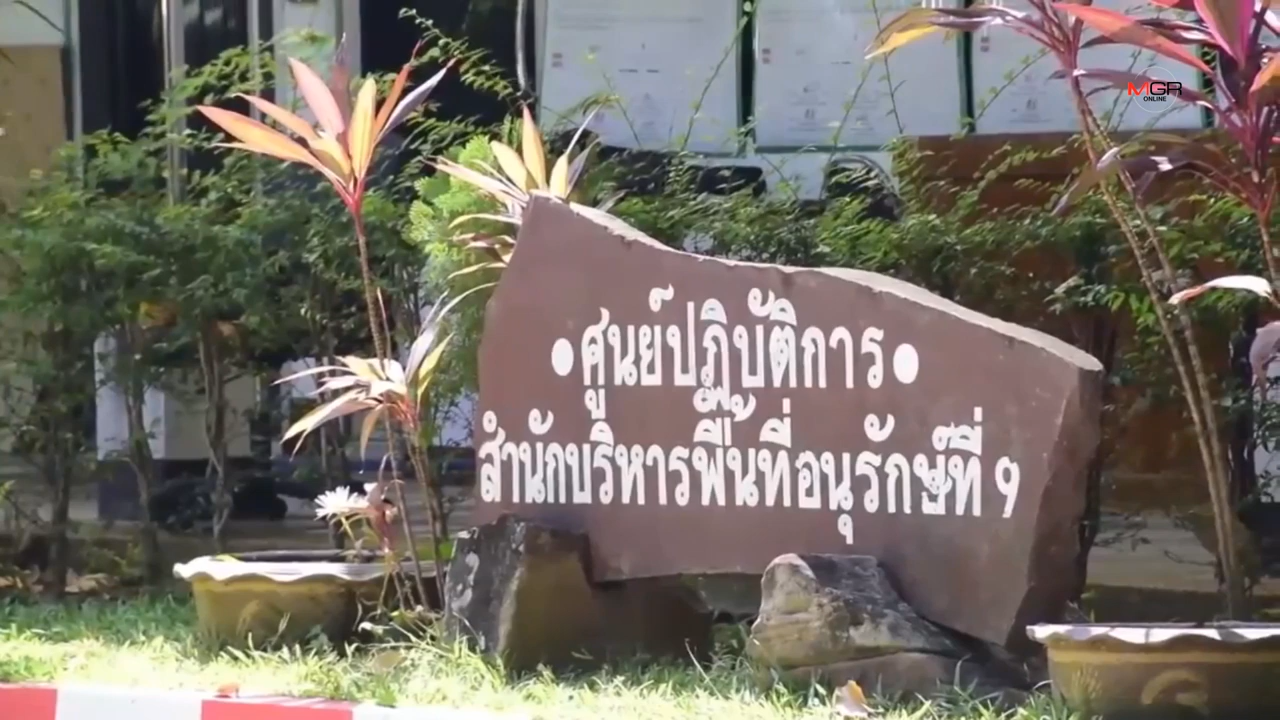 MGR
ONLINE
•ศูนย์ปฏิบัติการ•
สำนักบริหารพื้นที่อนุรักษ์ที่ 9